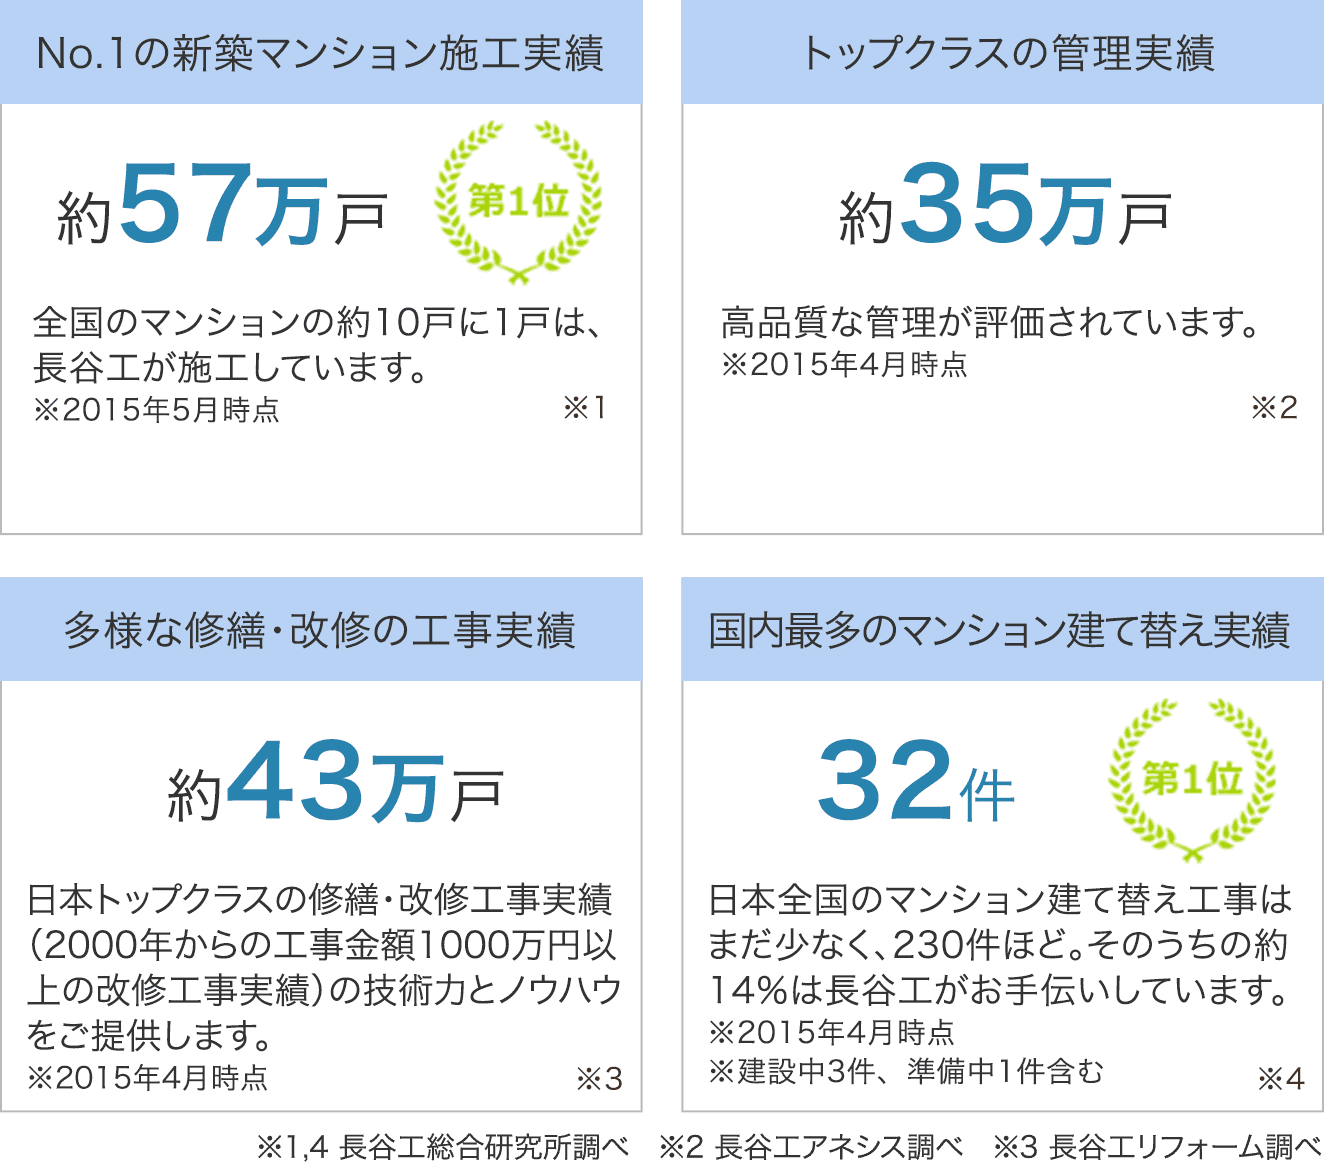 No.1の新築マンション施工実績
約57万戸
第1位
全国のマンションの約10戸に1戸は、
長谷工が施工しています。
※2015年5月時点
※1
トップクラスの管理実績
約35万戸
高品質な管理が評価されています。
※2015年4月時点
※2
多様な修繕・改修の工事実績
約43万戸
日本トップクラスの修繕・改修工事実績
（2000年からの工事金額1000万円以
上の改修工事実績）の技術力とノウハウ
をご提供します。
※2015年4月時点
※3
国内最多のマンション建て替え実績
32件
第1位
日本全国のマンション建て替え工事は
まだ少なく、230件ほど。そのうちの約
14%は長谷工がお手伝いしています。
※2015年4月時点
※建設中3件、準備中1件含む
※4
※1,4 長谷工総合研究所調べ　※2 長谷工アネシス調べ　※3 長谷工リフォーム調べ